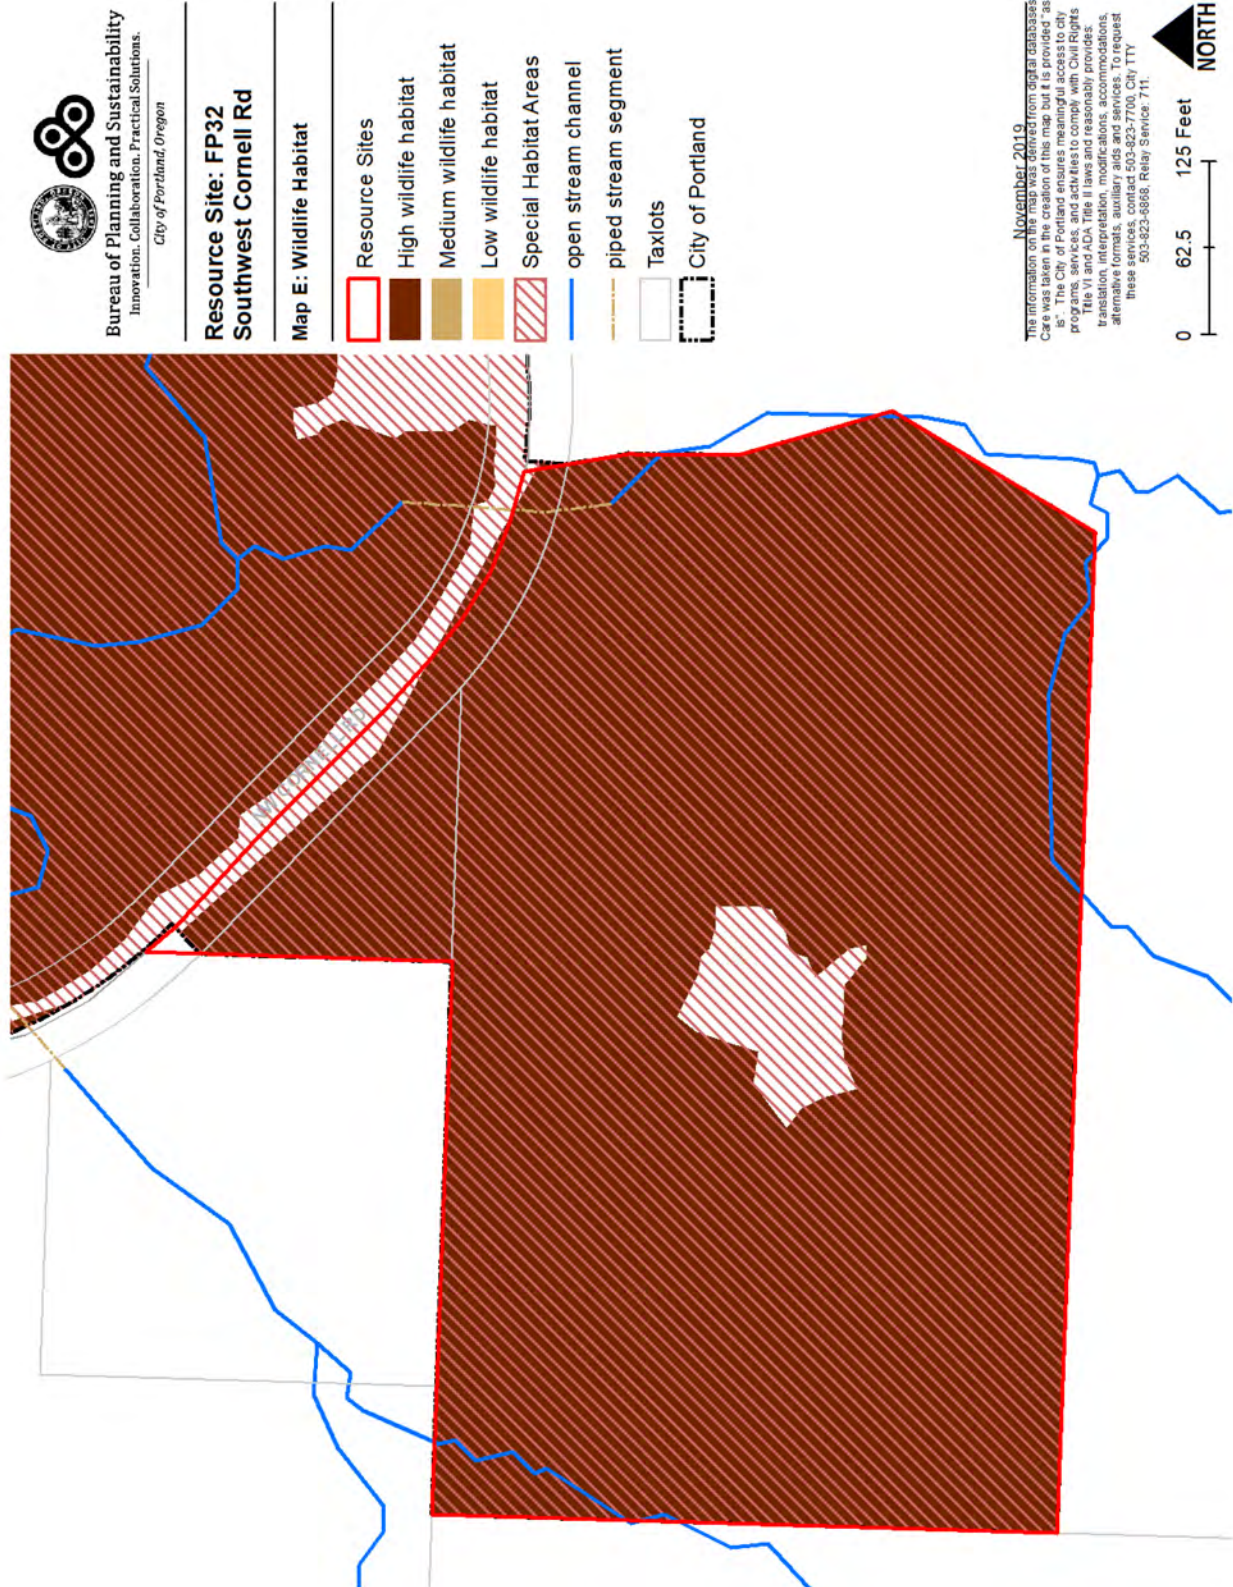 Bureau of Planning and Sustainability
Innovation. Collaboration. Practical Solutions.
City of Portland, Oregon
Resource Site: FP32
Southwest Cornell Rd
Map E: Wildlife Habitat
Resource Sites
High wildlife habitat
Medium wildlife habitat
Low wildlife habitat
Special Habitat Areas
open stream channel
piped stream segment
Taxlots
City of Portland
November 2019
The information on the map was derived from digital databases
Care was taken in the creation of this map but it is provided "as
is". The City of Portland ensures meaningful access to city
programs, services, and activities to comply with Civil Rights
Title VI and ADA Title II laws and reasonably provides:
translation, interpretation, modifications, accommodations,
alternative formats, auxiliary aids and services. To request
these services, contact 503-823-7700, City TTY
503-823-6868, Relay Service: 711.
0 62.5 125 Feet
NORTH
NW CORNELL RD